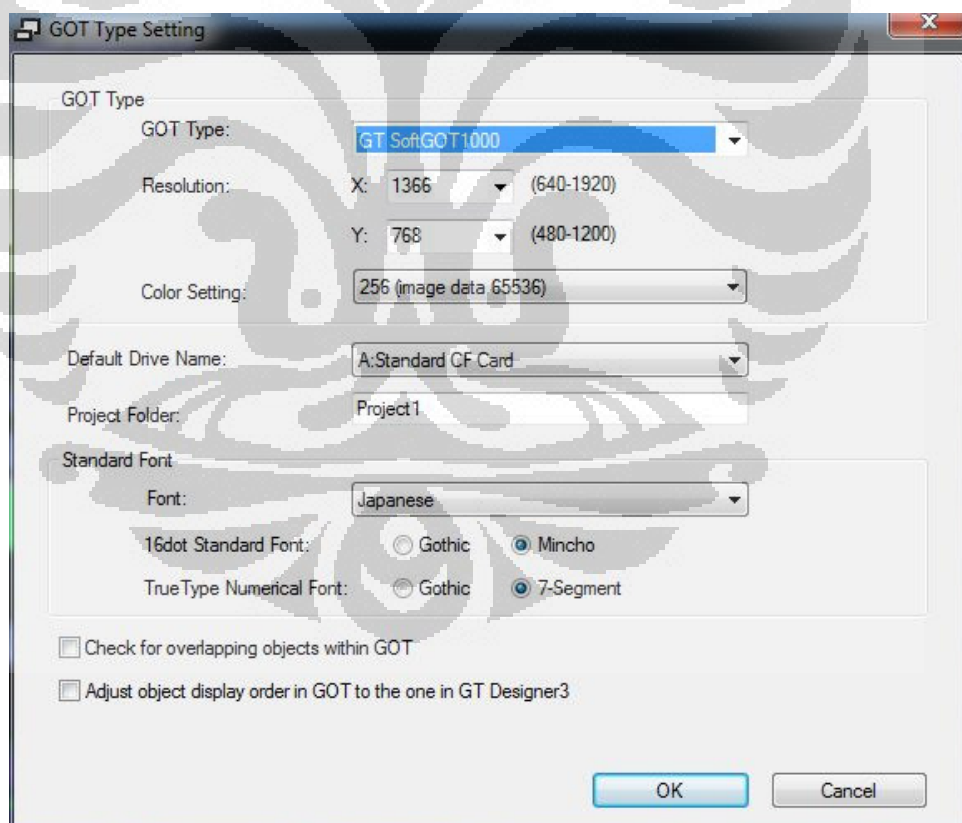 GOT Type Setting
GOT Type
GOT Type: GT SoftGOT1000
Resolution: X: 1366 (640-1920)
Y: 768 (480-1200)
Color Setting: 256 (image data 65536)
Default Drive Name: A:Standard CF Card
Project Folder: Project1
Standard Font
Font: Japanese
16dot Standard Font: Gothic Mincho
TrueType Numerical Font: Gothic 7-Segment
Check for overlapping objects within GOT
Adjust object display order in GOT to the one in GT Designer3
OK Cancel